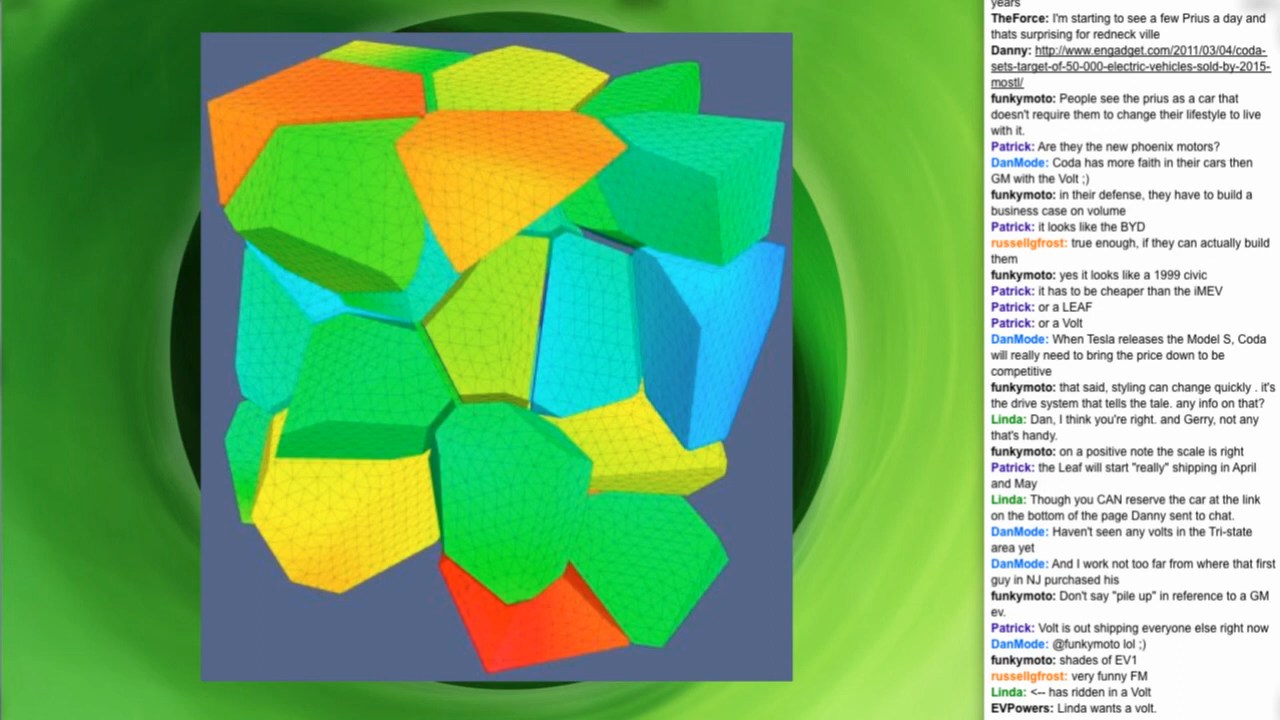 years
TheForce: I'm starting to see a few Prius a day and
thats surprising for redneck ville
Danny: http://www.engadget.com/2011/03/04/coda-
sets-target-of-50-000-electric-vehicles-sold-by-2015-
mostl/
funkymoto: People see the prius as a car that
doesn't require them to change their lifestyle to live
with it.
Patrick: Are they the new phoenix motors?
DanMode: Coda has more faith in their cars then
GM with the Volt ;)
funkymoto: in their defense, they have to build a
business case on volume
Patrick: it looks like the BYD
russellgfrost: true enough, if they can actually build
them
funkymoto: yes it looks like a 1999 civic
Patrick: it has to be cheaper than the iMEV
Patrick: or a LEAF
Patrick: or a Volt
DanMode: When Tesla releases the Model S, Coda
will really need to bring the price down to be
competitive
funkymoto: that said, styling can change quickly . it's
the drive system that tells the tale. any info on that?
Linda: Dan, I think you're right. and Gerry, not any
that's handy.
funkymoto: on a positive note the scale is right
Patrick: the Leaf will start "really" shipping in April
and May
Linda: Though you CAN reserve the car at the link
on the bottom of the page Danny sent to chat.
DanMode: Haven't seen any volts in the Tri-state
area yet
DanMode: And I work not too far from where that first
guy in NJ purchased his
funkymoto: Don't say "pile up" in reference to a GM
ev.
Patrick: Volt is out shipping everyone else right now
DanMode: @funkymoto lol ;)
funkymoto: shades of EV1
russellgfrost: very funny FM
Linda: <-- has ridden in a Volt
EVPowers: Linda wants a volt.